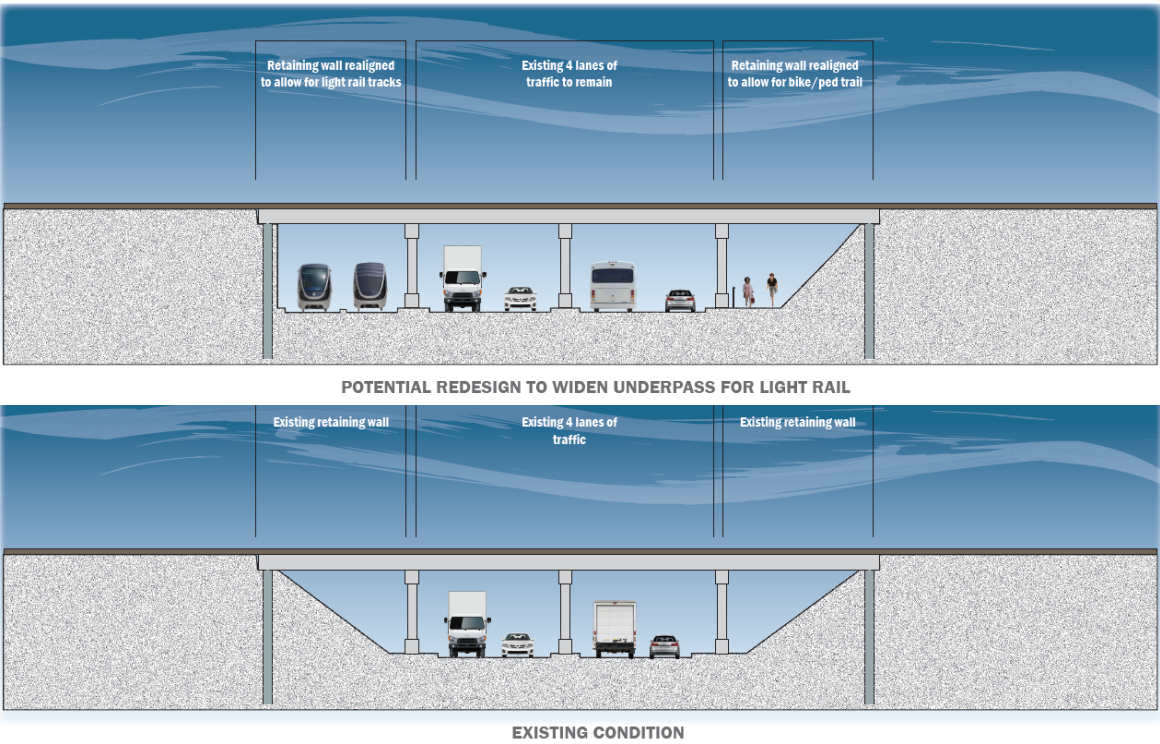 Retaining wall realigned
to allow for light rail tracks
Existing 4 lanes of
traffic to remain
Retaining wall realigned
to allow for bike/ped trail
POTENTIAL REDESIGN TO WIDEN UNDERPASS FOR LIGHT RAIL
Existing retaining wall
Existing 4 lanes of
traffic
Existing retaining wall
EXISTING CONDITION